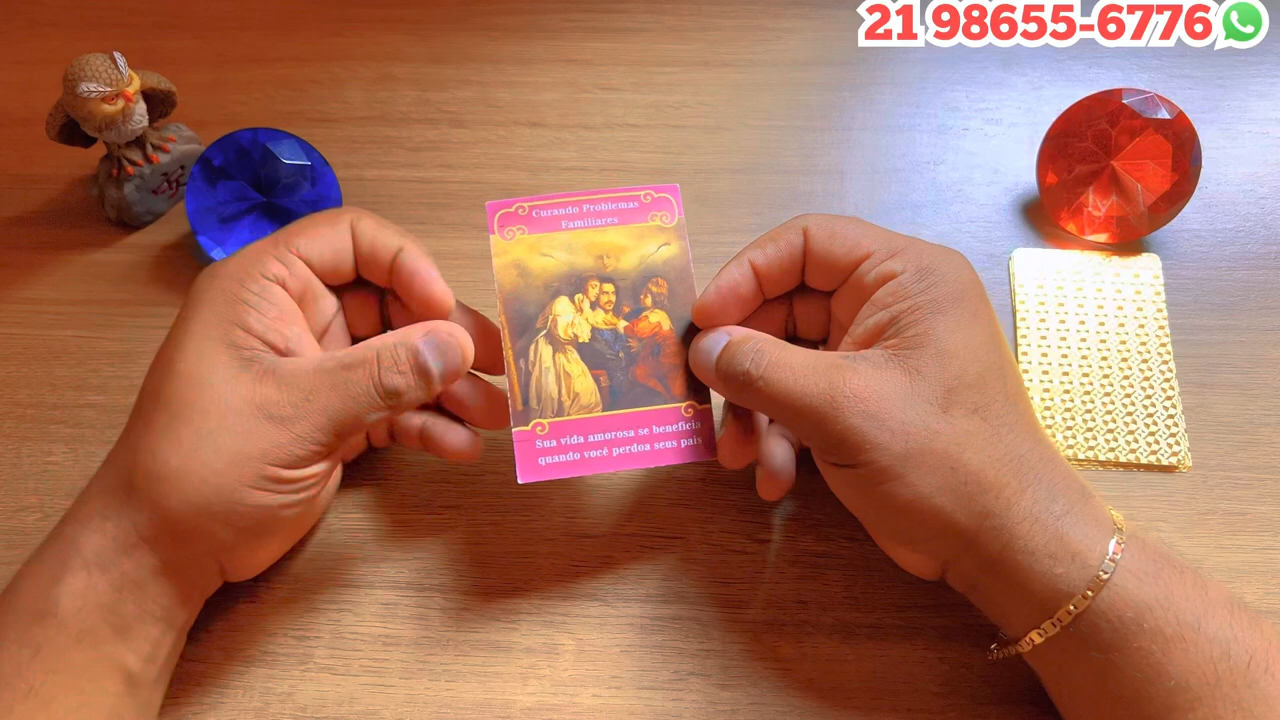 21 98655-6776
Curando Problemas
Familiares
Sua vida amorosa se beneficia
quando você perdoa seus pais